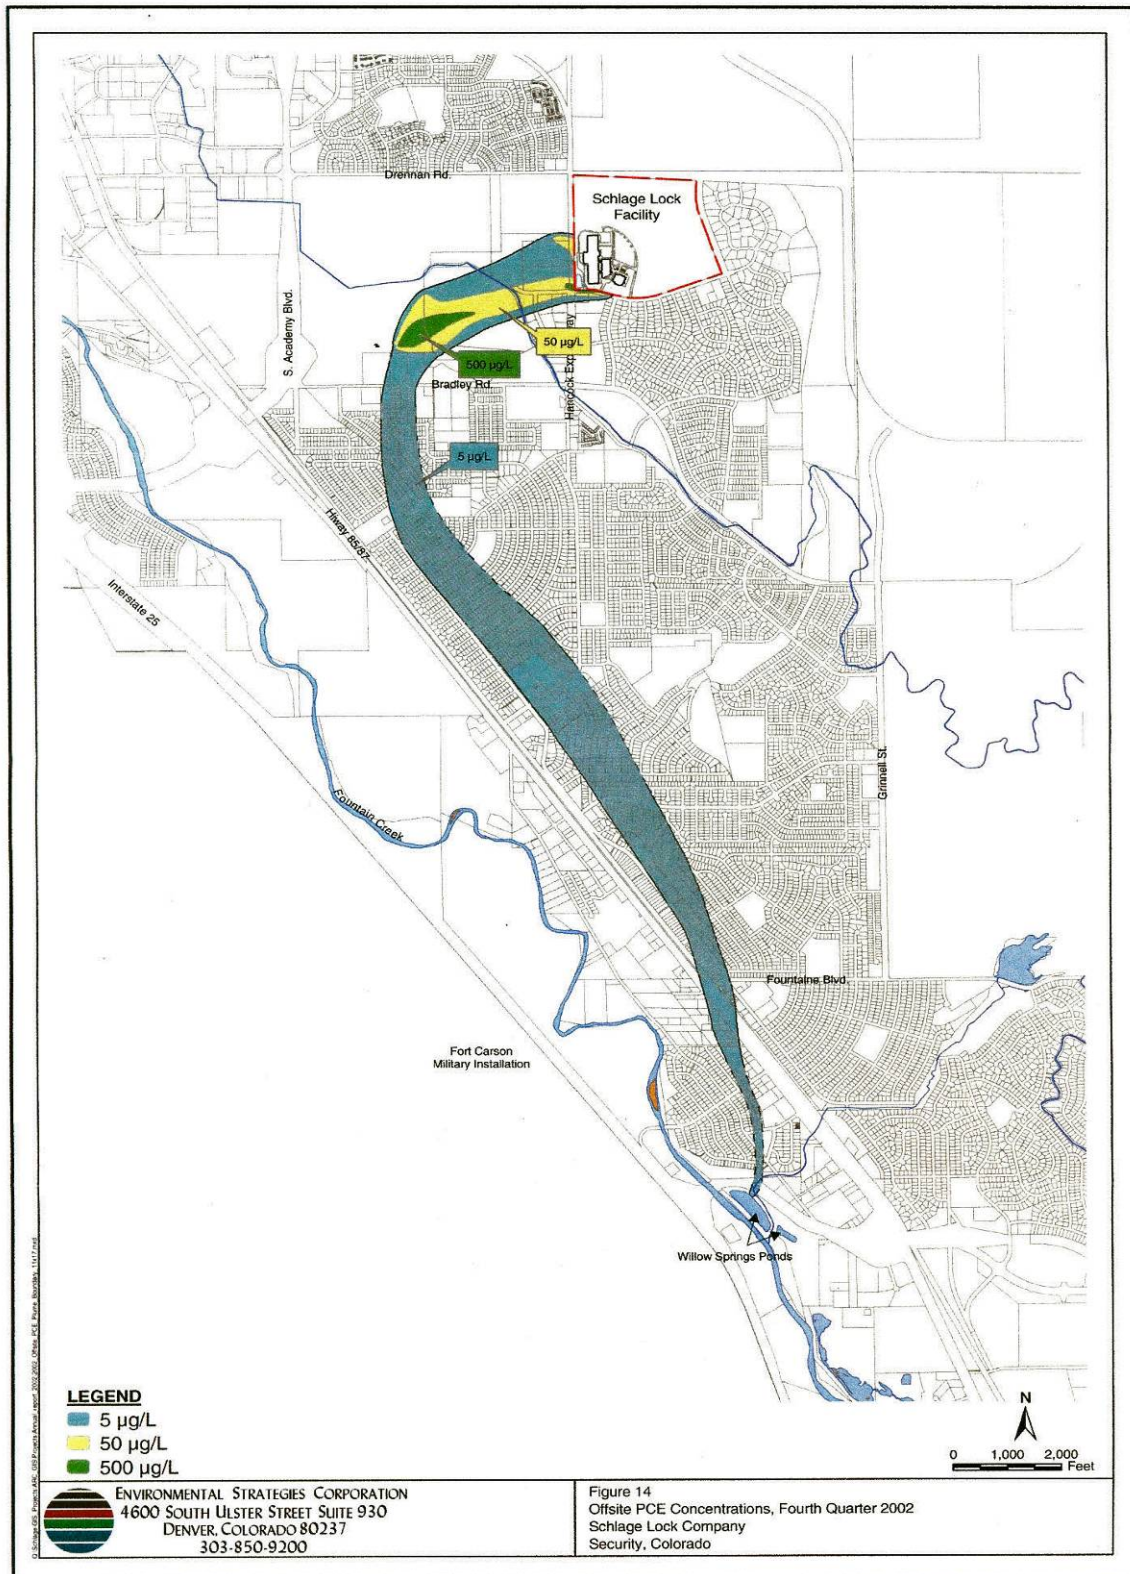 Drennan Rd.
Schlage Lock
Facility
S. Academy Blvd.
50 µg/L
500 µg/L
Hancock Exp
way
Bradley Rd.
5 µg/L
Hiway 85/87
Interstate 25
Grinnell St.
Fountain Creek
Fountaine Blvd.
Fort Carson
Military Installation
Willow Springs Ponds
LEGEND
5 µg/L
50 µg/L
500 µg/L
N
0 1,000 2,000
Feet
ENVIRONMENTAL STRATEGIES CORPORATION
4600 SOUTH ULSTER STREET SUITE 930
DENVER, COLORADO 80237
303-850-9200
Figure 14
Offsite PCE Concentrations, Fourth Quarter 2002
Schlage Lock Company
Security, Colorado